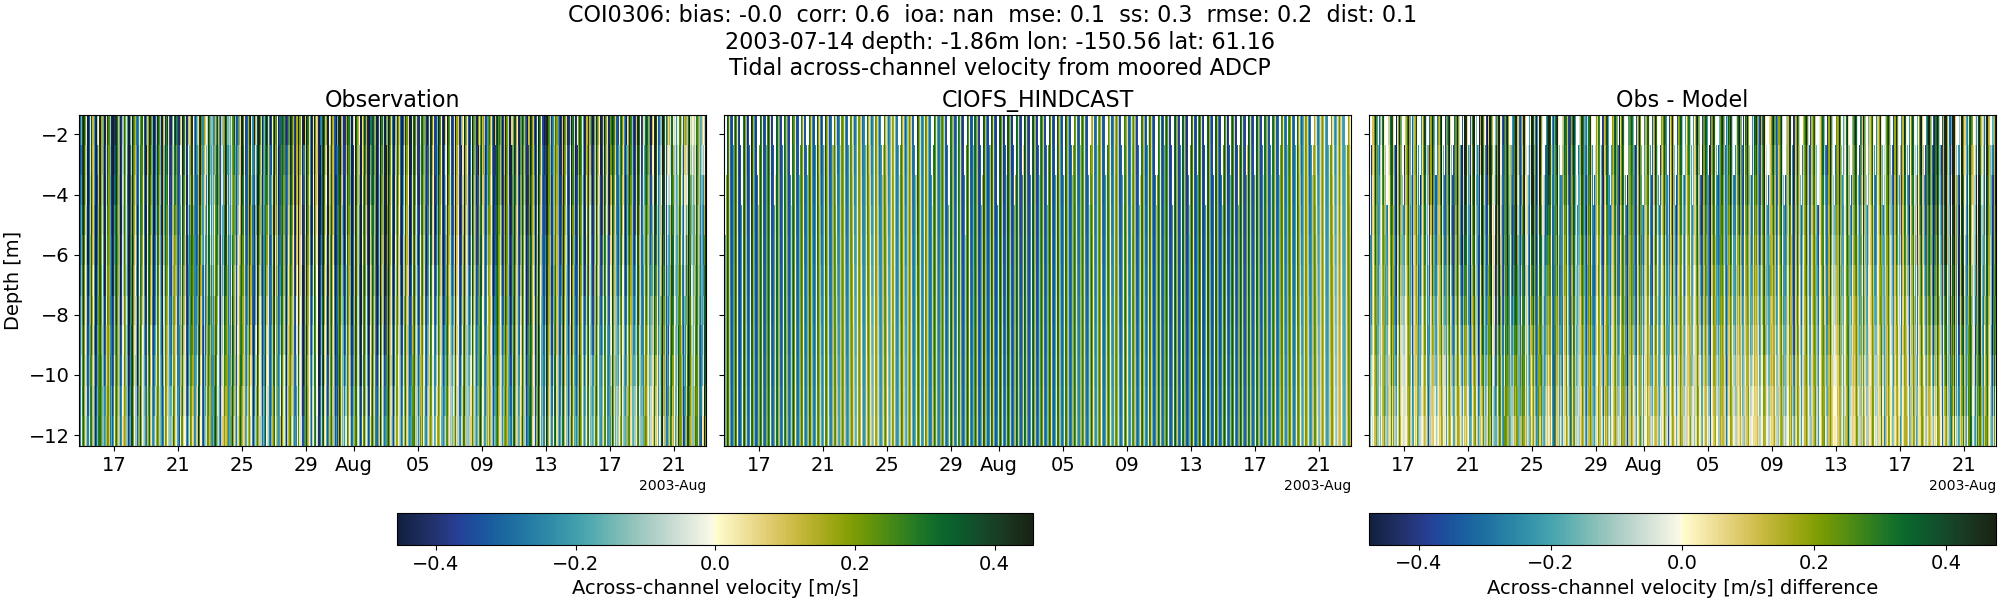 COI0306: bias: -0.0  corr: 0.6  ioa: nan  mse: 0.1  ss: 0.3  rmse: 0.2  dist: 0.1
2003-07-14 depth: -1.86m lon: -150.56 lat: 61.16
Tidal across-channel velocity from moored ADCP
Observation
CIOFS_HINDCAST
Obs - Model
Depth [m]
−2
−4
−6
−8
−10
−12
17 21 25 29 Aug 05 09 13 17 21
2003-Aug
17 21 25 29 Aug 05 09 13 17 21
2003-Aug
17 21 25 29 Aug 05 09 13 17 21
2003-Aug
−0.4 −0.2 0.0 0.2 0.4
Across-channel velocity [m/s]
−0.4 −0.2 0.0 0.2 0.4
Across-channel velocity [m/s] difference